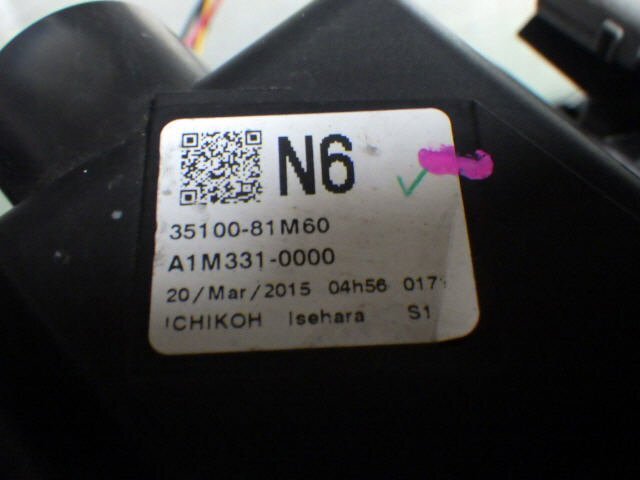 N6
35100-81M60
A1M331-0000
20/Mar/2015 04h56
ICHIKOH Isehara S1